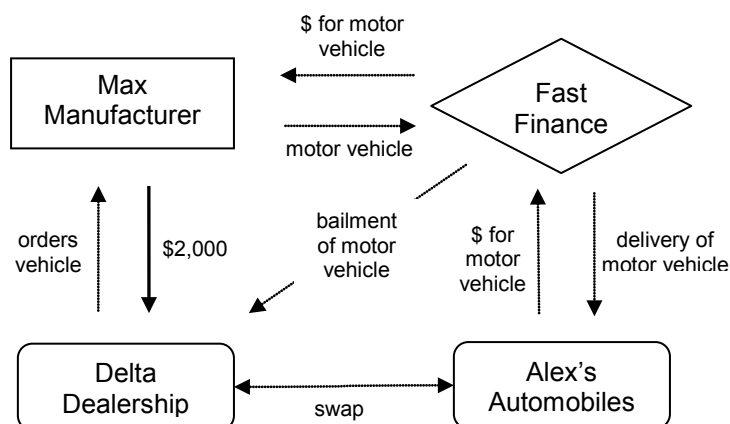 $ for motor
vehicle
Max
Manufacturer
Fast
Finance
motor vehicle
orders
vehicle
$2,000
bailment
of motor
vehicle
$ for
motor
vehicle
delivery of
motor vehicle
Delta
Dealership
swap
Alex's
Automobiles